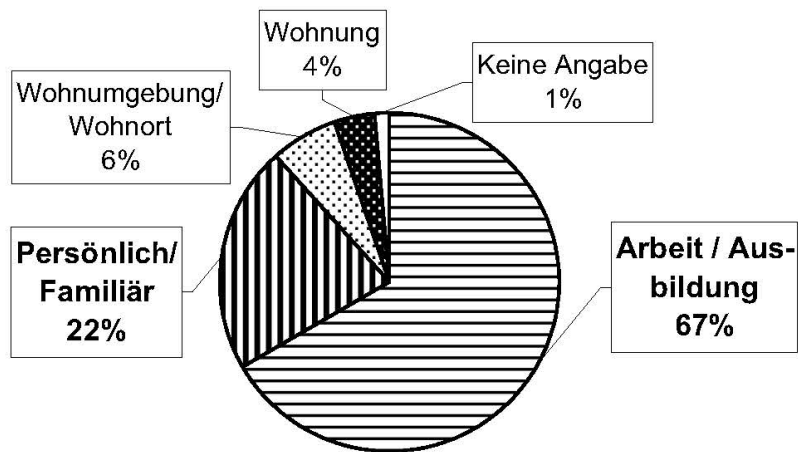 Wohnung
4%
Keine Angabe
1%
Wohnumgebung/
Wohnort
6%
Persönlich/
Familiär
22%
Arbeit / Aus-
bildung
67%